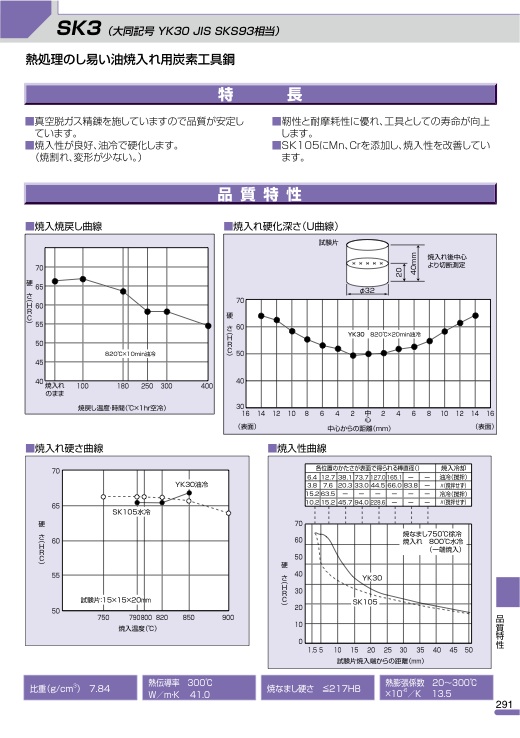 SK3（大同記号 YK30 JIS SKS93相当）
熱処理のし易い油焼入れ用炭素工具鋼
特 長
■真空脱ガス精錬を施していますので品質が安定し
ています。
■焼入性が良好、油冷で硬化します。
（焼割れ、変形が少ない。）
■靭性と耐摩耗性に優れ、工具としての寿命が向上
します。
■SK105にMn、Crを添加し、焼入性を改善してい
ます。
品質特性
■焼入焼戻し曲線
70
65
60
55
50
45
40
硬さ(HRC)
820℃×10min油冷
焼入れ
のまま
100 160 250 300 400
焼戻し温度・時間(℃×1hr空冷)
■焼入れ硬化深さ（U曲線）
試験片
焼入れ後中心
より切断測定
20
40mm
φ32
70
60
50
40
30
硬さ(HRC)
YK30 820℃×20min油冷
16 14 12 10 8 6 4 2 中心 2 4 6 8 10 12 14 16
（表面） 中心からの距離(mm) （表面）
■焼入れ硬さ曲線
70
65
60
55
50
硬さ(HRC)
YK30油冷
SK105水冷
試験片:15×15×20mm
750 790 800 820 850 900
焼入温度(℃)
■焼入性曲線
各位置のかたさが表面で得られる棒直径() 焼入冷却
6.4 12.7 38.1 73.7 127.0 165.1 — — 油冷(撹拌)
3.8 7.6 20.3 33.0 44.5 66.0 83.8 — 〃(撹拌せず)
15.2 63.5 — — — — — — 水冷(撹拌)
10.2 15.2 45.7 94.0 228.6 — — — 〃(撹拌せず)
70
60
50
40
30
20
10
0
硬さ(HRC)
焼なまし750℃徐冷
焼入れ 800℃水冷
（一端焼入）
YK30
SK105
1.5 5 10 15 20 25 30 35 40 45 50
試験片焼入端からの距離(mm)
品質特性
比重(g/cm³) 7.84
熱伝導率 300℃
W／m·K 41.0
焼なまし硬さ ≦217HB
熱膨張係数 20～300℃
×10⁻⁶／K 13.5
291